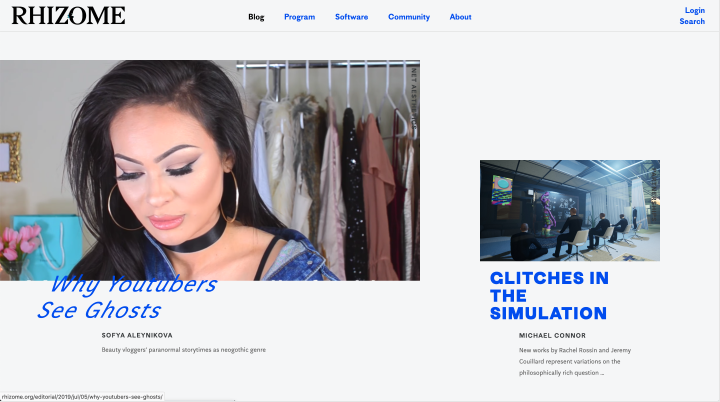 RHIZOME
Blog Program Software Community About
Login
Search
NET AESTHETICS
Why Youtubers
See Ghosts
SOFYA ALEYNIKOVA
Beauty vloggers' paranormal storytimes as neogothic genre
GLITCHES IN
THE
SIMULATION
MICHAEL CONNOR
New works by Rachel Rossin and Jeremy
Couillard represent variations on the
philosophically rich question ...
rhizome.org/editorial/2019/jul/05/why-youtubers-see-ghosts/